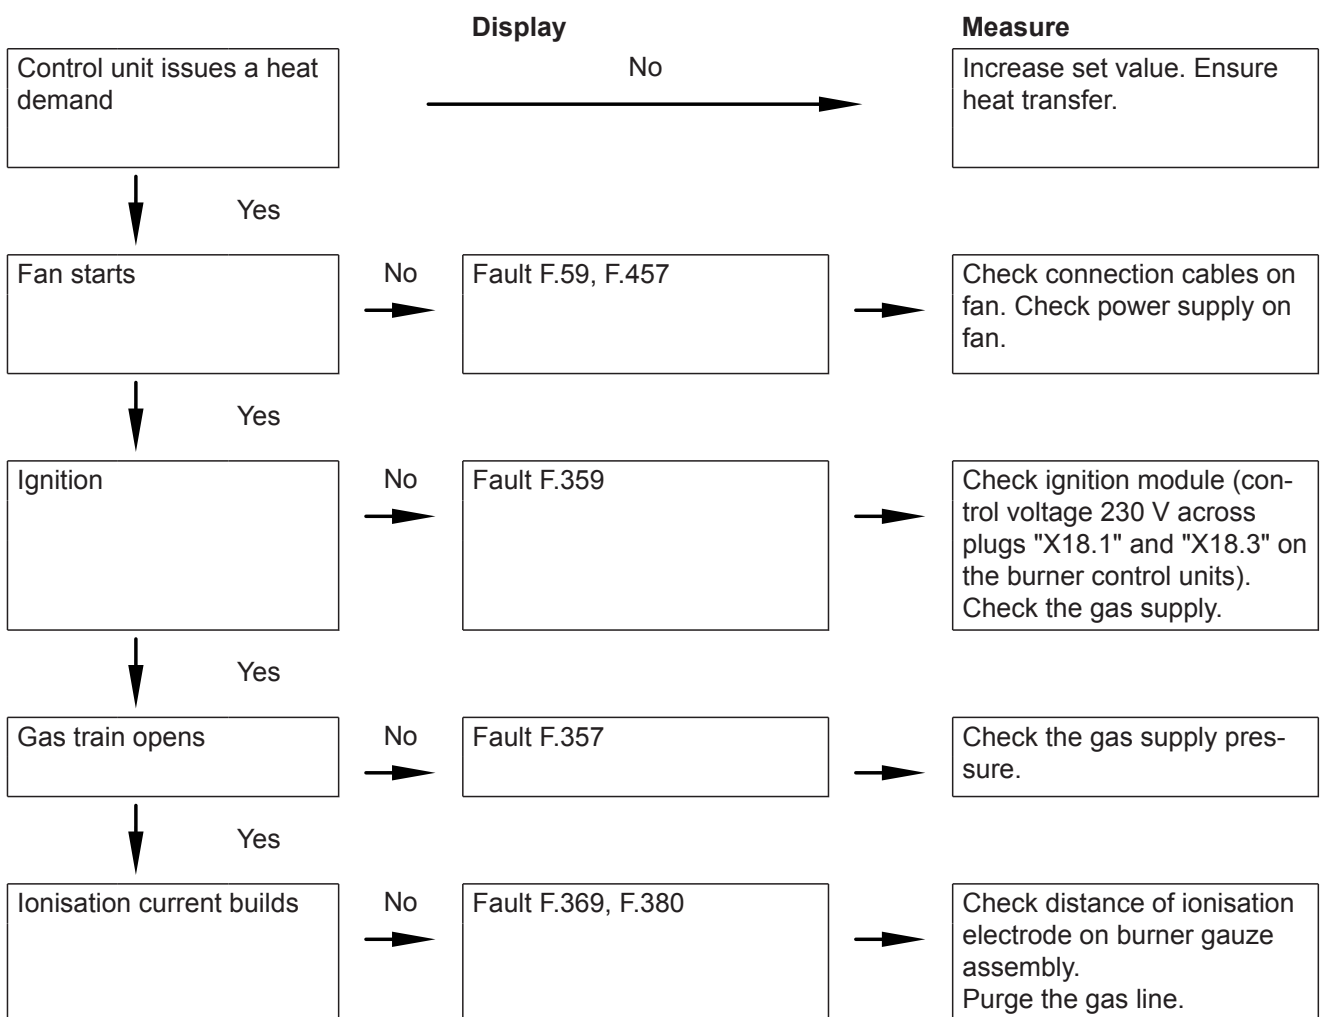 Display
Measure
Control unit issues a heat
demand
No
Increase set value. Ensure
heat transfer.
Yes
Fan starts
No
Fault F.59, F.457
Check connection cables on
fan. Check power supply on
fan.
Yes
Ignition
No
Fault F.359
Check ignition module (con-
trol voltage 230 V across
plugs "X18.1" and "X18.3" on
the burner control units).
Check the gas supply.
Yes
Gas train opens
No
Fault F.357
Check the gas supply pres-
sure.
Yes
Ionisation current builds
No
Fault F.369, F.380
Check distance of ionisation
electrode on burner gauze
assembly.
Purge the gas line.